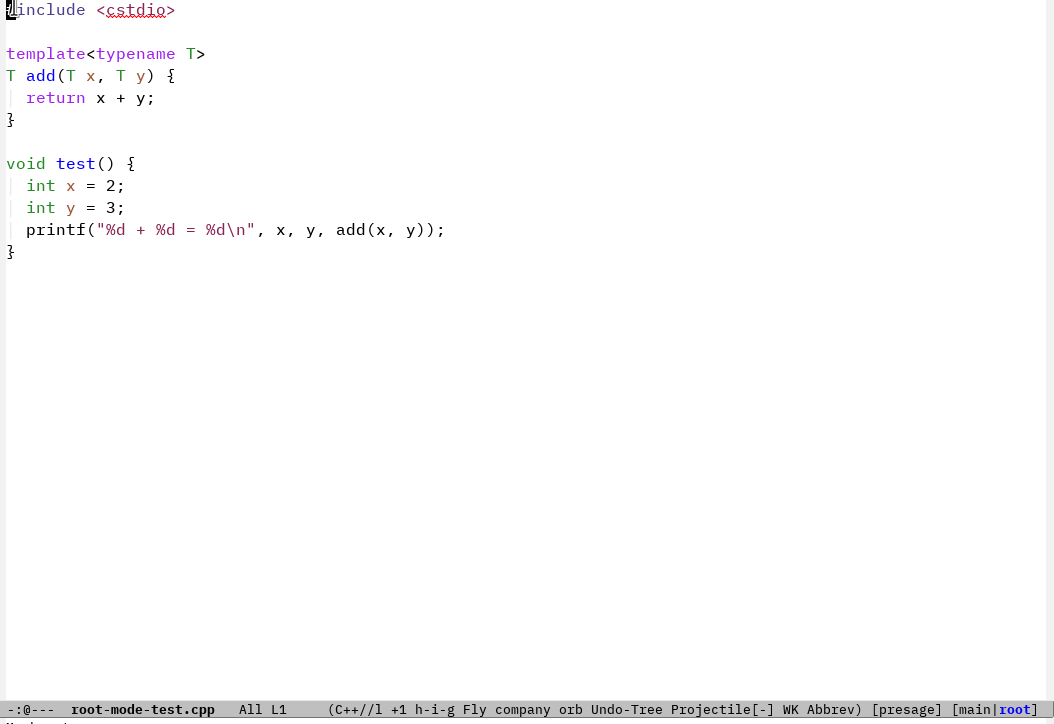 #include <cstdio>

template<typename T>
T add(T x, T y) {
  return x + y;
}

void test() {
  int x = 2;
  int y = 3;
  printf("%d + %d = %d\n", x, y, add(x, y));
}
-:@---  root-mode-test.cpp   All L1     (C++//l +1 h-i-g Fly company orb Undo-Tree Projectile[-] WK Abbrev) [presage] [main|root]